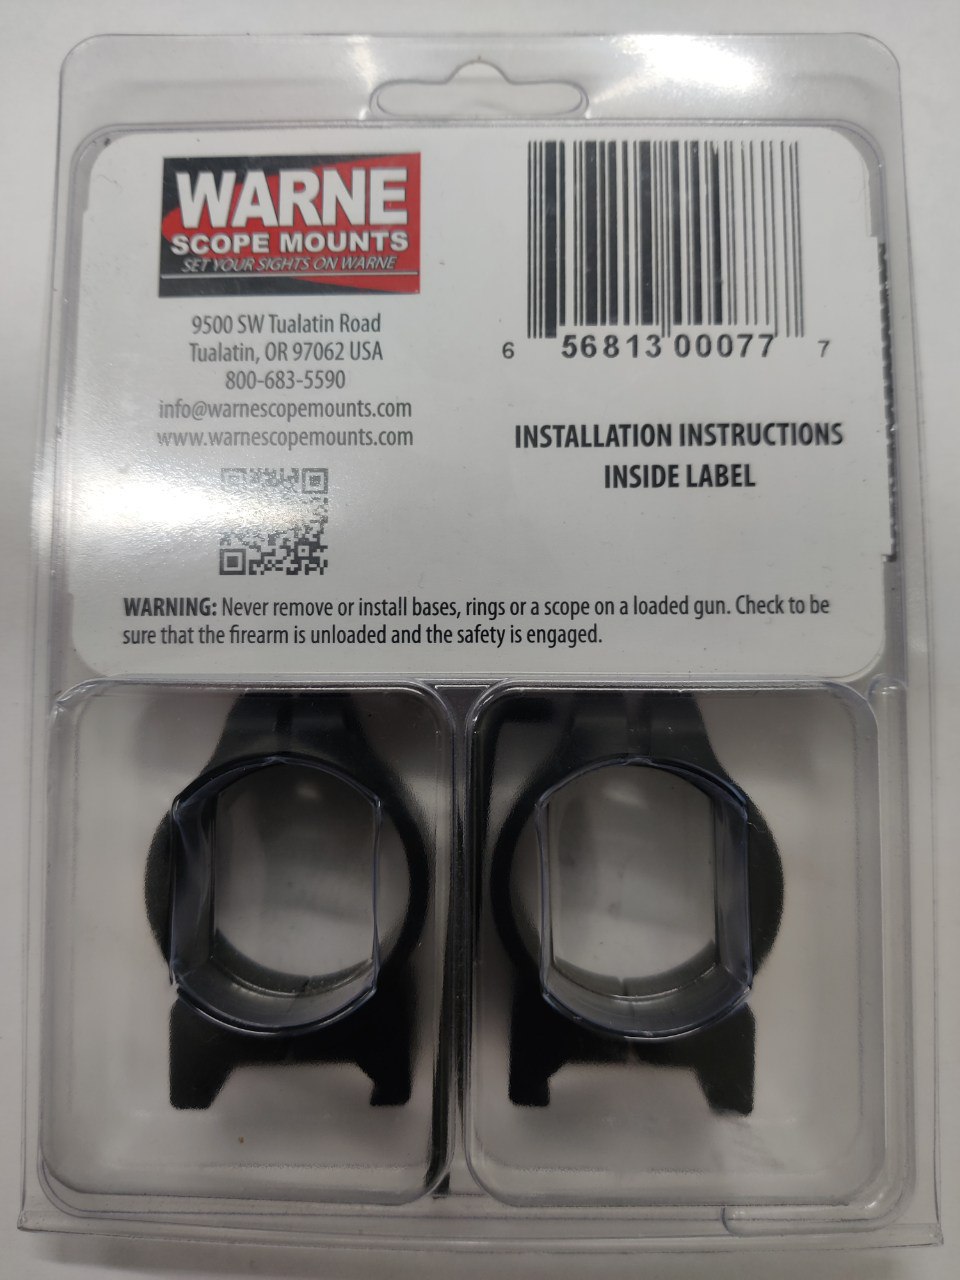 WARNE
SCOPE MOUNTS
SET YOUR SIGHTS ON WARNE
9500 SW Tualatin Road
Tualatin, OR 97062 USA
800-683-5590
info@warnescopemounts.com
www.warnescopemounts.com
6 56813 00077 7
INSTALLATION INSTRUCTIONS
INSIDE LABEL
WARNING: Never remove or install bases, rings or a scope on a loaded gun. Check to be
sure that the firearm is unloaded and the safety is engaged.